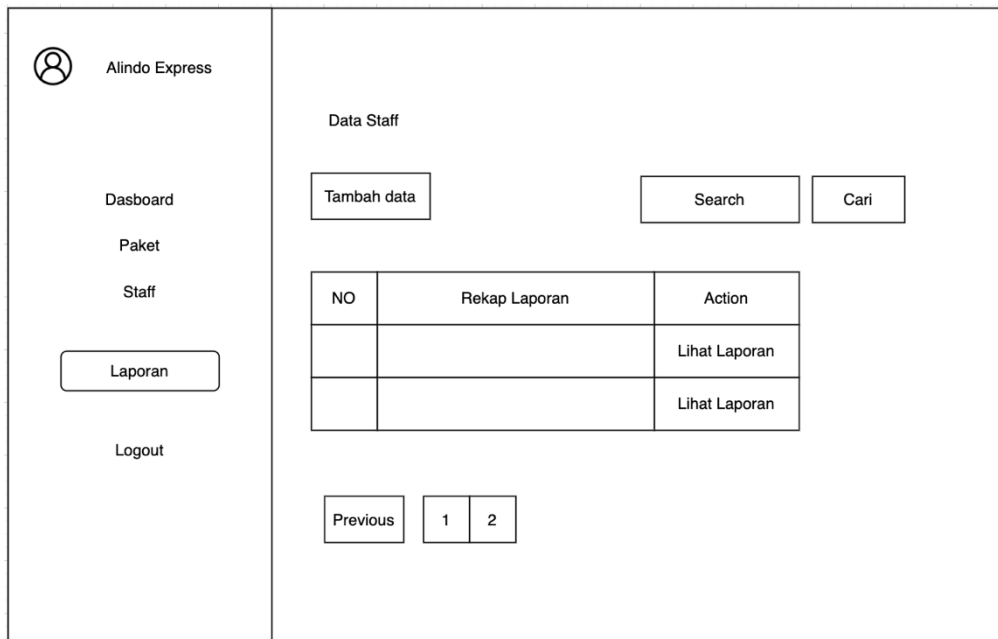 Alindo Express
Dasboard
Paket
Staff
Laporan
Logout
Data Staff
Tambah data
Search
Cari
NO Rekap Laporan Action
Lihat Laporan
Lihat Laporan
Previous 1 2